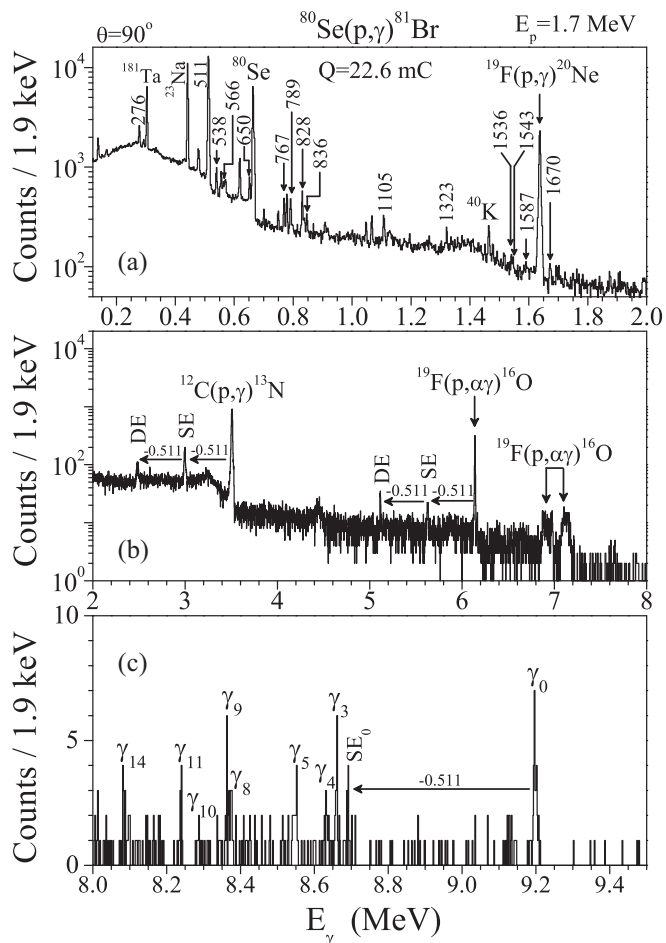 θ=90° ⁸⁰Se(p,γ)⁸¹Br Eₚ=1.7 MeV
Q=22.6 mC
Counts / 1.9 keV
10⁴
10³
10²
276
¹⁸¹Ta
²³Na
511
538
566
650
⁸⁰Se
767
789
828
836
1105
1323
⁴⁰K
1536
1543
1587
¹⁹F(p,γ)²⁰Ne
1670
(a)
0.2 0.4 0.6 0.8 1.0 1.2 1.4 1.6 1.8 2.0
Counts / 1.9 keV
10⁴
10²
10⁰
DE
-0.511
SE
-0.511
¹²C(p,γ)¹³N
DE
-0.511
SE
-0.511
¹⁹F(p,αγ)¹⁶O
¹⁹F(p,αγ)¹⁶O
(b)
2 3 4 5 6 7 8
Counts / 1.9 keV
10
5
0
(c)
γ₁₄
γ₁₁
γ₁₀
γ₉
γ₈
γ₅
γ₄
γ₃
SE₀
-0.511
γ₀
8.0 8.2 8.4 8.6 8.8 9.0 9.2 9.4
Eᵧ (MeV)